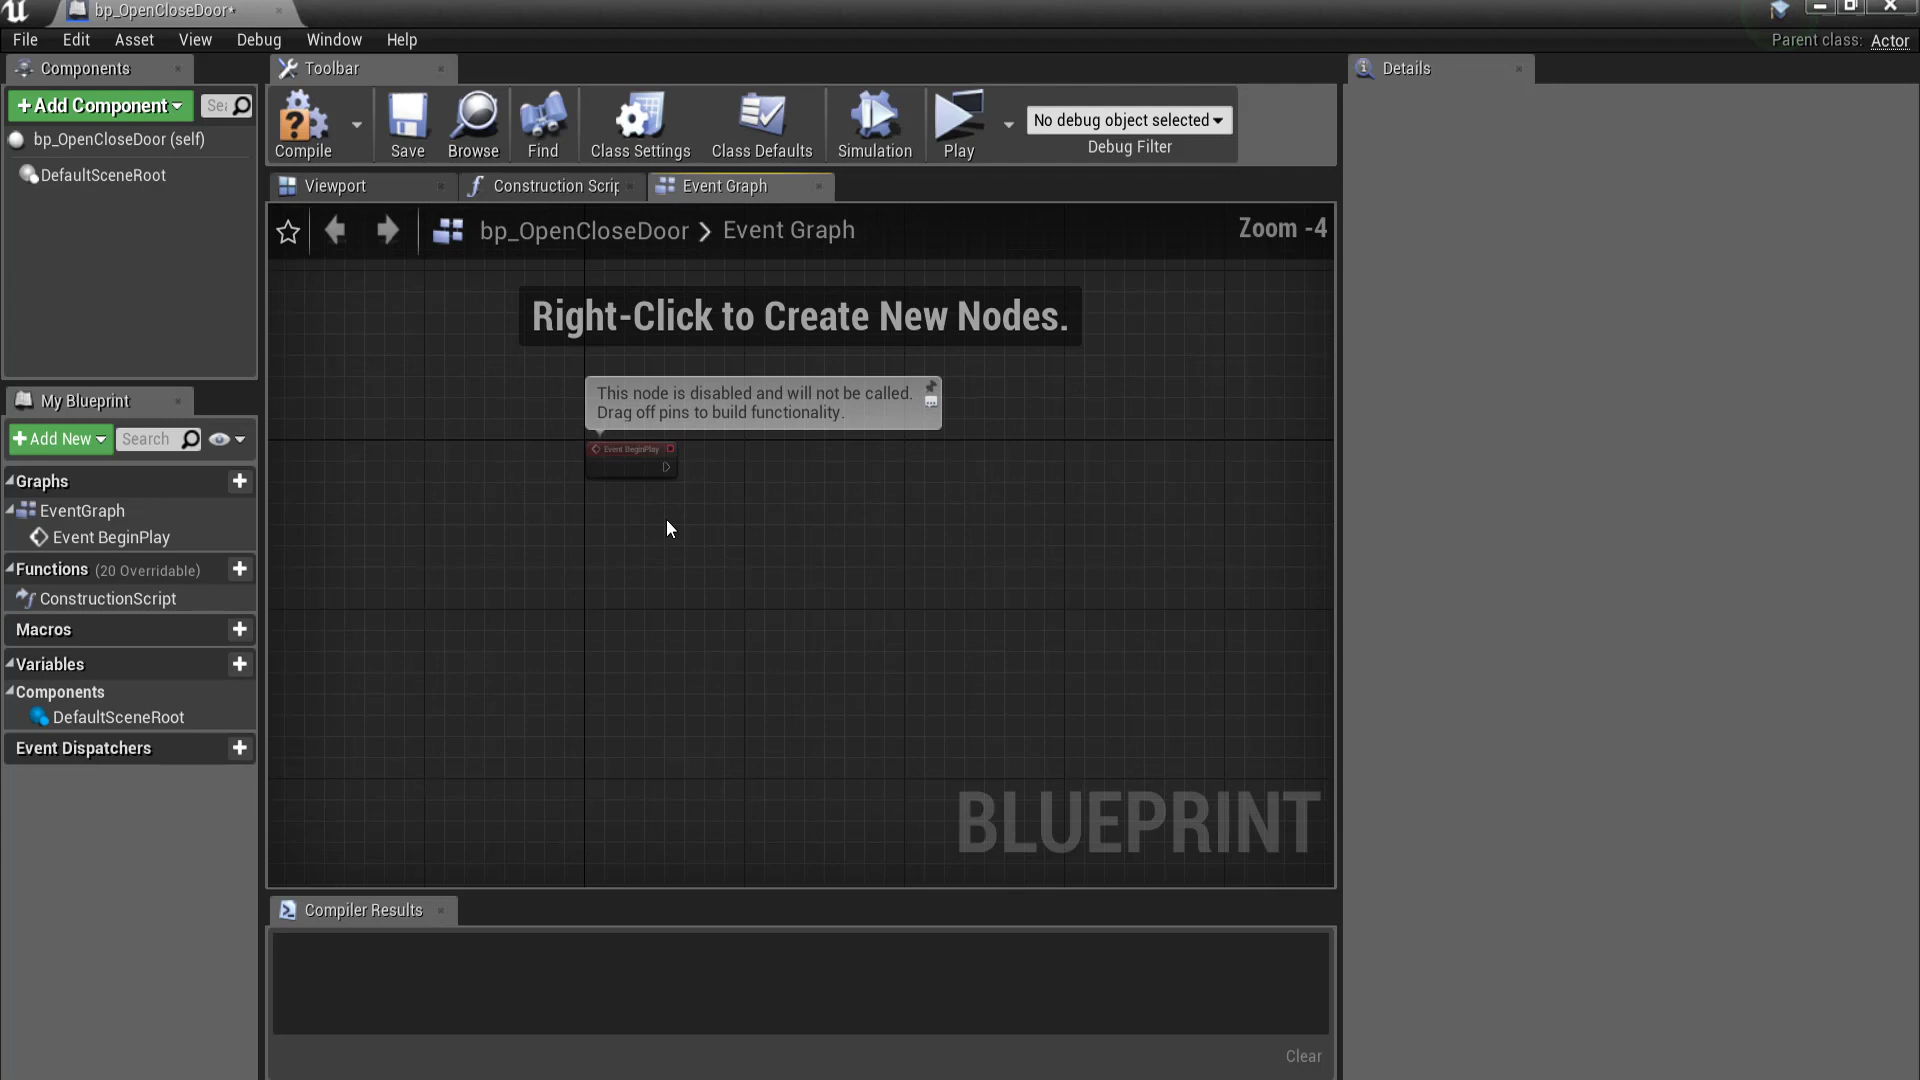 bp_OpenCloseDoor*
File Edit Asset View Debug Window Help
Parent class: Actor
Components
Toolbar
Details
+Add Component
Sea
Compile
Save
Browse
Find
Class Settings
Class Defaults
Simulation
Play
No debug object selected
Debug Filter
bp_OpenCloseDoor (self)
DefaultSceneRoot
Viewport
Construction Scrip
Event Graph
bp_OpenCloseDoor > Event Graph
Zoom -4
Right-Click to Create New Nodes.
This node is disabled and will not be called.
Drag off pins to build functionality.
Event BeginPlay
My Blueprint
+Add New
Search
Graphs
EventGraph
Event BeginPlay
Functions (20 Overridable)
ConstructionScript
Macros
Variables
Components
DefaultSceneRoot
Event Dispatchers
BLUEPRINT
Compiler Results
Clear